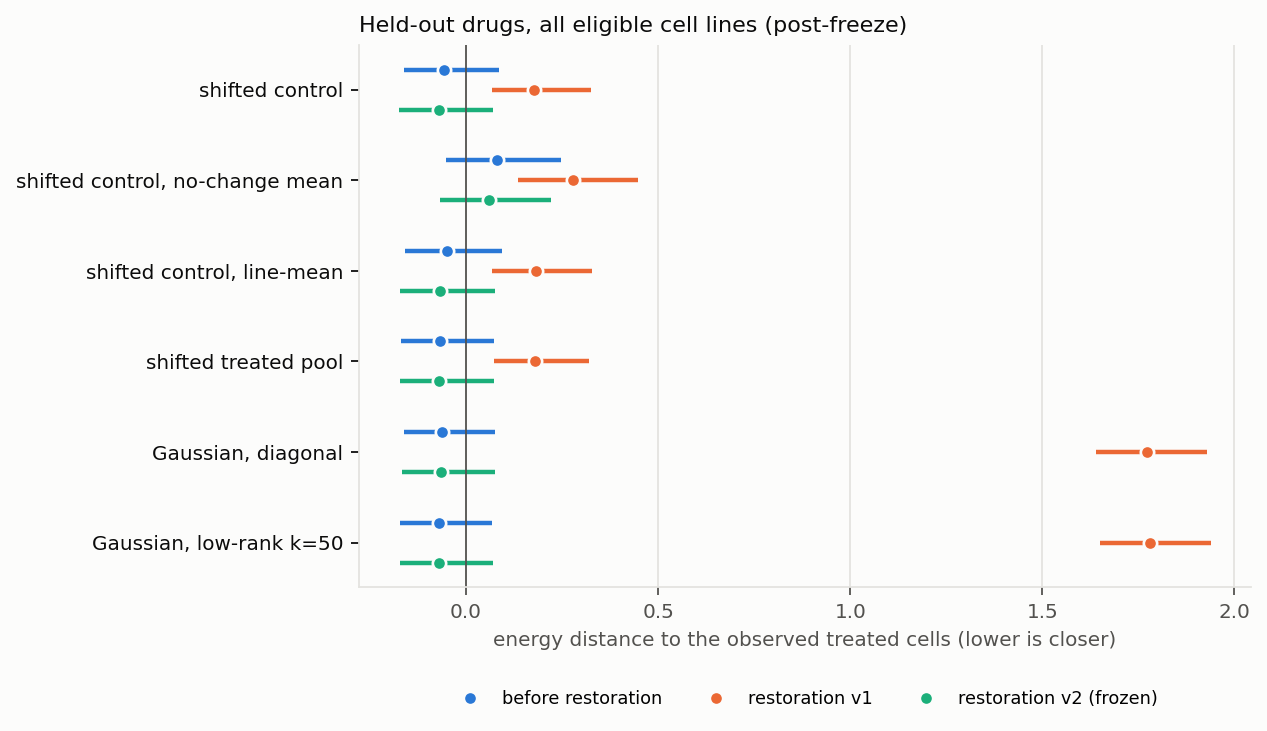 Held-out drugs, all eligible cell lines (post-freeze)
shifted control
shifted control, no-change mean
shifted control, line-mean
shifted treated pool
Gaussian, diagonal
Gaussian, low-rank k=50
0.0 0.5 1.0 1.5 2.0
energy distance to the observed treated cells (lower is closer)
before restoration restoration v1 restoration v2 (frozen)